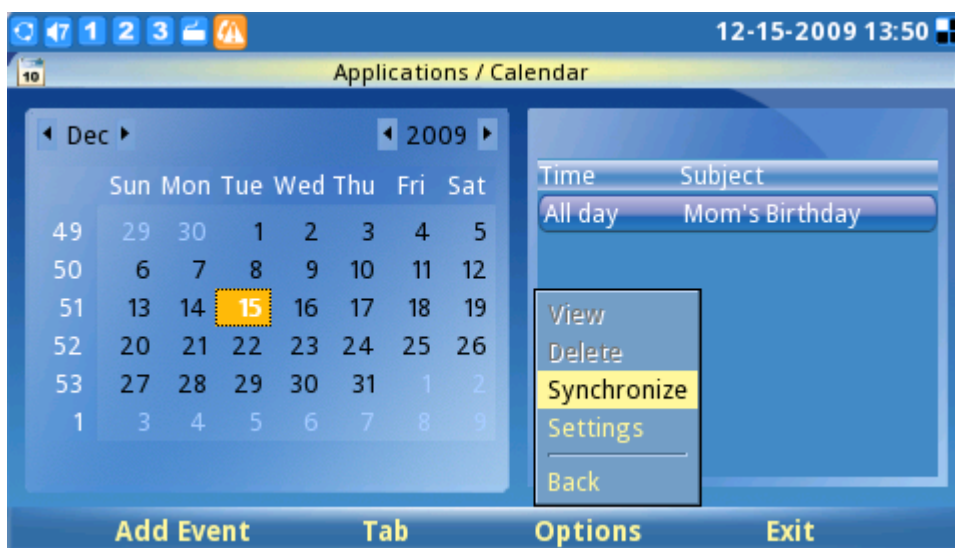 47 1 2 3 12-15-2009 13:50
10 Applications / Calendar
Dec 2009
Sun Mon Tue Wed Thu Fri Sat
49 29 30 1 2 3 4 5
50 6 7 8 9 10 11 12
51 13 14 15 16 17 18 19
52 20 21 22 23 24 25 26
53 27 28 29 30 31 1 2
1 3 4 5 6 7 8 9
Time Subject
All day Mom's Birthday
View
Delete
Synchronize
Settings
Back
Add Event Tab Options Exit